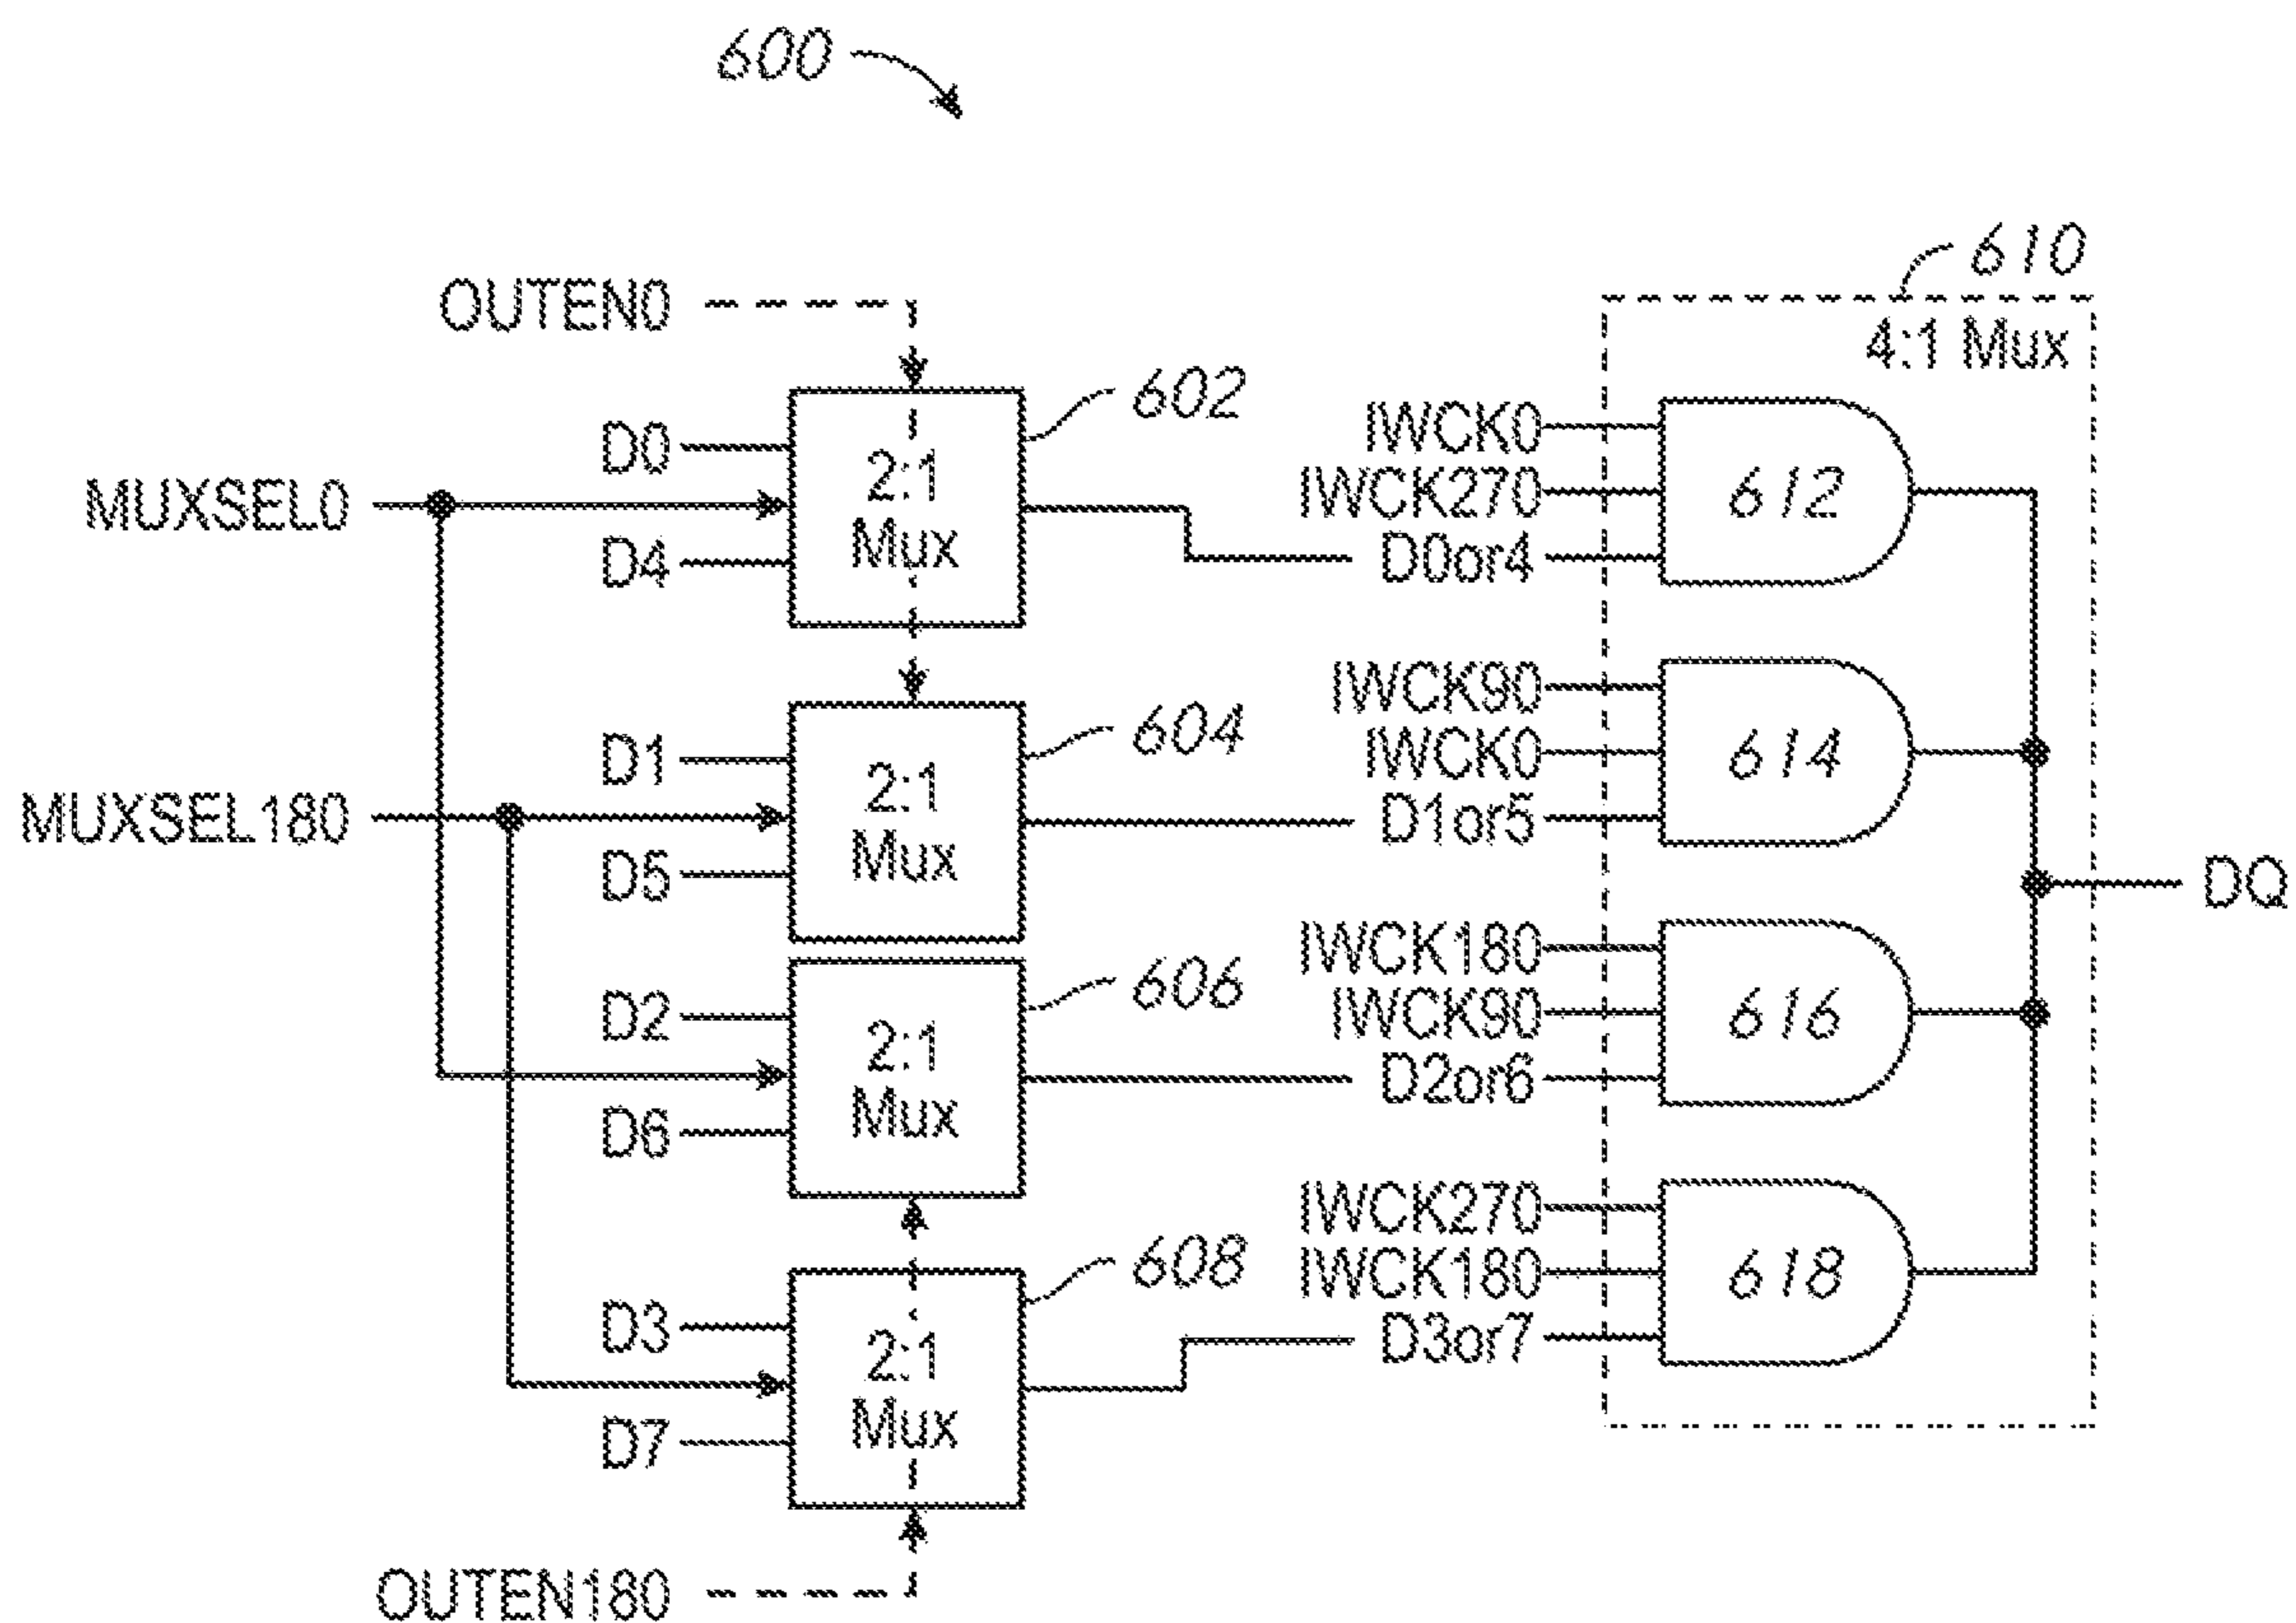 600
610
4:1 Mux
OUTEN0
602
D0
2:1
Mux
MUXSEL0
D4
IWCK0
IWCK270
D0or4
612
604
D1
2:1
Mux
MUXSEL180
D5
IWCK90
IWCK0
D1or5
614
DQ
606
D2
2:1
Mux
D6
IWCK180
IWCK90
D2or6
616
608
D3
2:1
Mux
D7
IWCK270
IWCK180
D3or7
618
OUTEN180